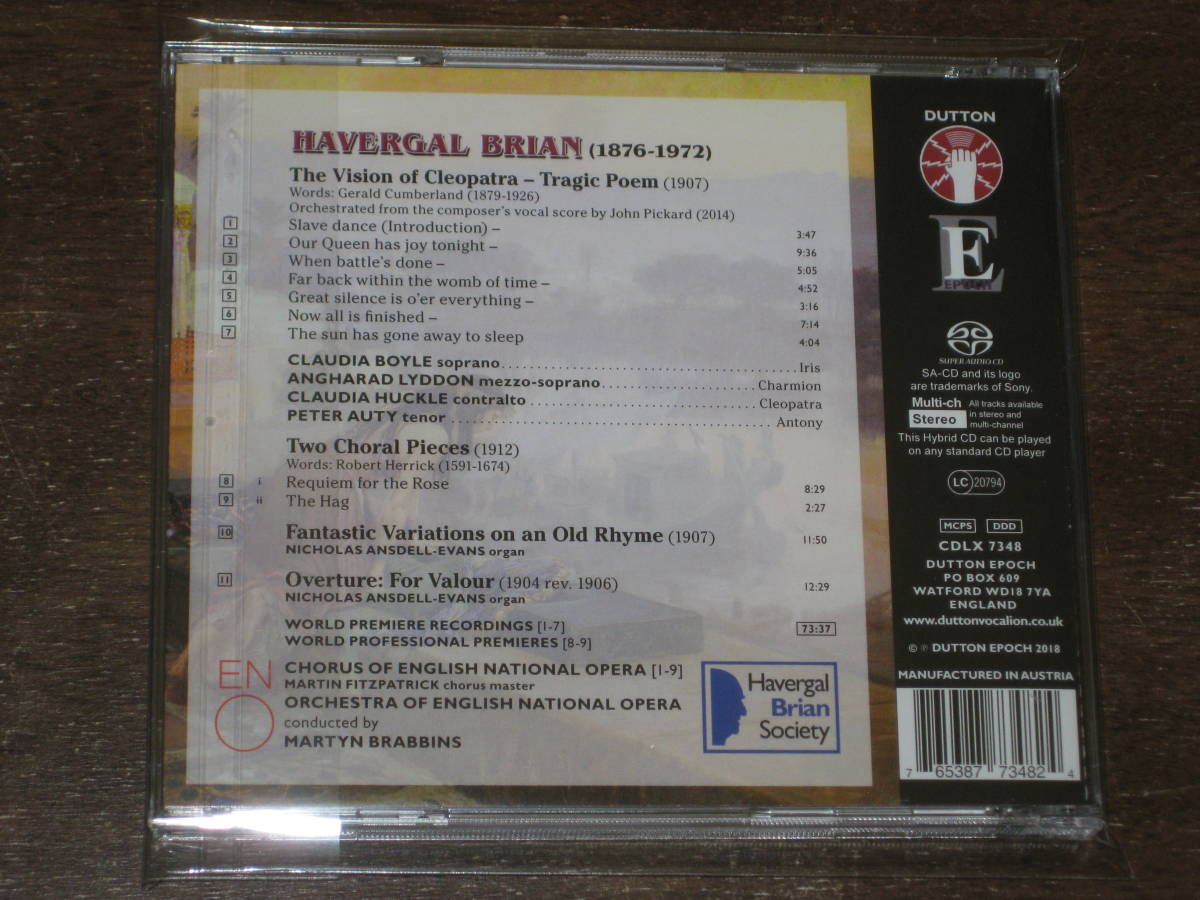 HAVERGAL BRIAN (1876-1972)
The Vision of Cleopatra – Tragic Poem (1907)
Words: Gerald Cumberland (1879-1926)
Orchestrated from the composer's vocal score by John Pickard (2014)
1 Slave dance (Introduction) – 3:47
2 Our Queen has joy tonight – 9:36
3 When battle's done – 5:05
4 Far back within the womb of time – 4:52
5 Great silence is o'er everything – 3:16
6 Now all is finished – 7:14
7 The sun has gone away to sleep 4:04
CLAUDIA BOYLE soprano Iris
ANGHARAD LYDDON mezzo-soprano Charmion
CLAUDIA HUCKLE contralto Cleopatra
PETER AUTY tenor Antony
Two Choral Pieces (1912)
Words: Robert Herrick (1591-1674)
8 i Requiem for the Rose 8:29
9 ii The Hag 2:27
10 Fantastic Variations on an Old Rhyme (1907) 11:50
NICHOLAS ANSDELL-EVANS organ
11 Overture: For Valour (1904 rev. 1906) 12:29
NICHOLAS ANSDELL-EVANS organ
WORLD PREMIERE RECORDINGS [1-7] 73:37
WORLD PROFESSIONAL PREMIERES [8-9]
ENO
CHORUS OF ENGLISH NATIONAL OPERA [1-9]
MARTIN FITZPATRICK chorus master
ORCHESTRA OF ENGLISH NATIONAL OPERA
conducted by
MARTYN BRABBINS
Havergal
Brian
Society
DUTTON
E
EPOCH
SUPER AUDIO CD
SA-CD and its logo
are trademarks of Sony.
Multi-ch
Stereo
All tracks available
in stereo and
multi-channel
This Hybrid CD can be played
on any standard CD player
LC 20794
MCPS DDD
CDLX 7348
DUTTON EPOCH
PO BOX 609
WATFORD WD18 7YA
ENGLAND
www.duttonvocalion.co.uk
© ℗ DUTTON EPOCH 2018
MANUFACTURED IN AUSTRIA
7 65387 73482 4